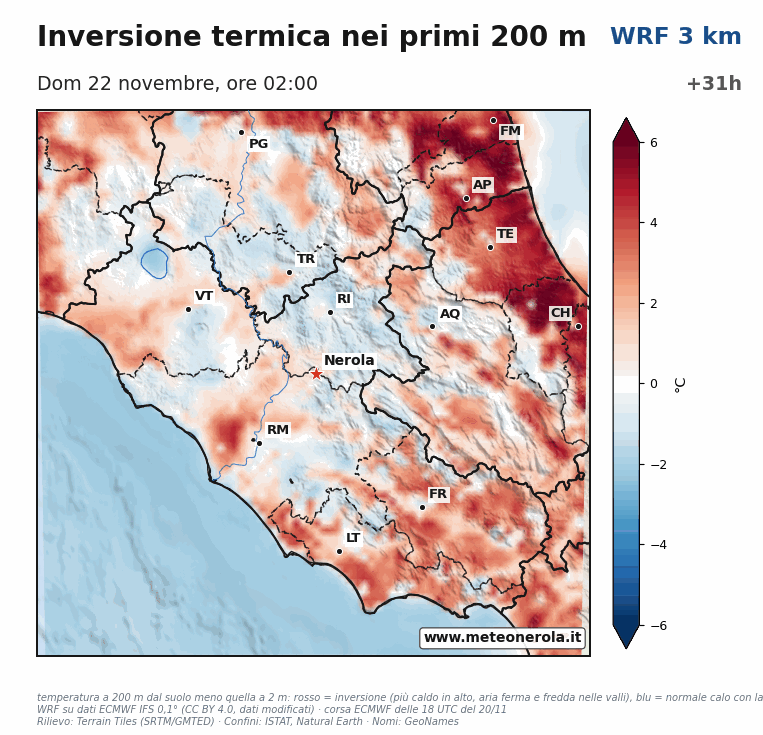 Inversione termica nei primi 200 m WRF 3 km
Dom 22 novembre, ore 02:00 +31h
FM
PG
AP
TE
TR
RI
VT
AQ
CH
Nerola
RM
FR
LT
6
4
2
0
−2
−4
−6
°C
www.meteonerola.it
temperatura a 200 m dal suolo meno quella a 2 m: rosso = inversione (più caldo in alto, aria ferma e fredda nelle valli), blu = normale calo con la
WRF su dati ECMWF IFS 0,1° (CC BY 4.0, dati modificati) · corsa ECMWF delle 18 UTC del 20/11
Rilievo: Terrain Tiles (SRTM/GMTED) · Confini: ISTAT, Natural Earth · Nomi: GeoNames